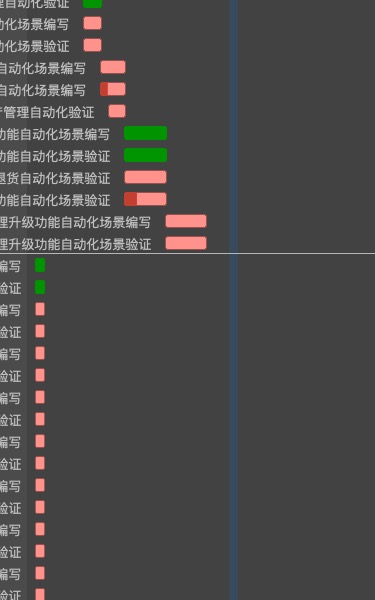 自动化验证
动化场景编写
动化场景验证
自动化场景编写
自动化场景编写
管理自动化验证
功能自动化场景编写
功能自动化场景验证
退货自动化场景验证
功能自动化场景验证
理升级功能自动化场景编写
理升级功能自动化场景验证
编写
验证
编写
验证
编写
验证
编写
验证
编写
验证
编写
验证
编写
验证
编写
验证